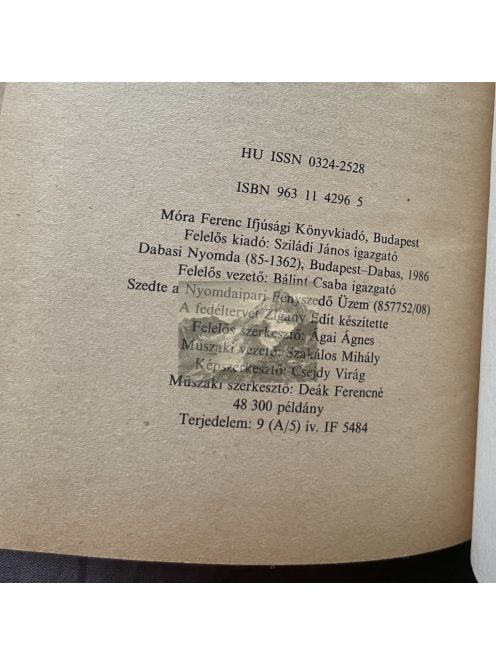 HU ISSN 0324-2528
ISBN 963 11 4296 5
Móra Ferenc Ifjúsági Könyvkiadó, Budapest
Felelős kiadó: Sziládi János igazgató
Dabasi Nyomda (85-1362), Budapest–Dabas, 1986
Felelős vezető: Bálint Csaba igazgató
Szedte a Nyomdaipari Fényszedő Üzem (857752/08)
A fedéltervet Zigány Edit készítette
Felelős szerkesztő: Ágai Ágnes
Műszaki vezető: Szakálos Mihály
Képszerkesztő: Csejdy Virág
Műszaki szerkesztő: Deák Ferencné
48 300 példány
Terjedelem: 9 (A/5) ív. IF 5484